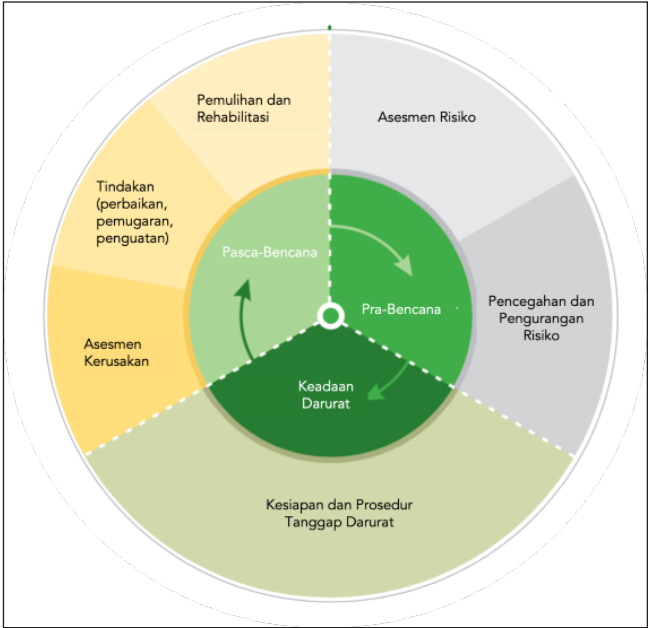 Pemulihan dan
Rehabilitasi
Asesmen Risiko
Tindakan
(perbaikan,
pemugaran,
penguatan)
Pasca-Bencana
Pra-Bencana
Pencegahan dan
Pengurangan
Risiko
Asesmen
Kerusakan
Keadaan
Darurat
Kesiapan dan Prosedur
Tanggap Darurat